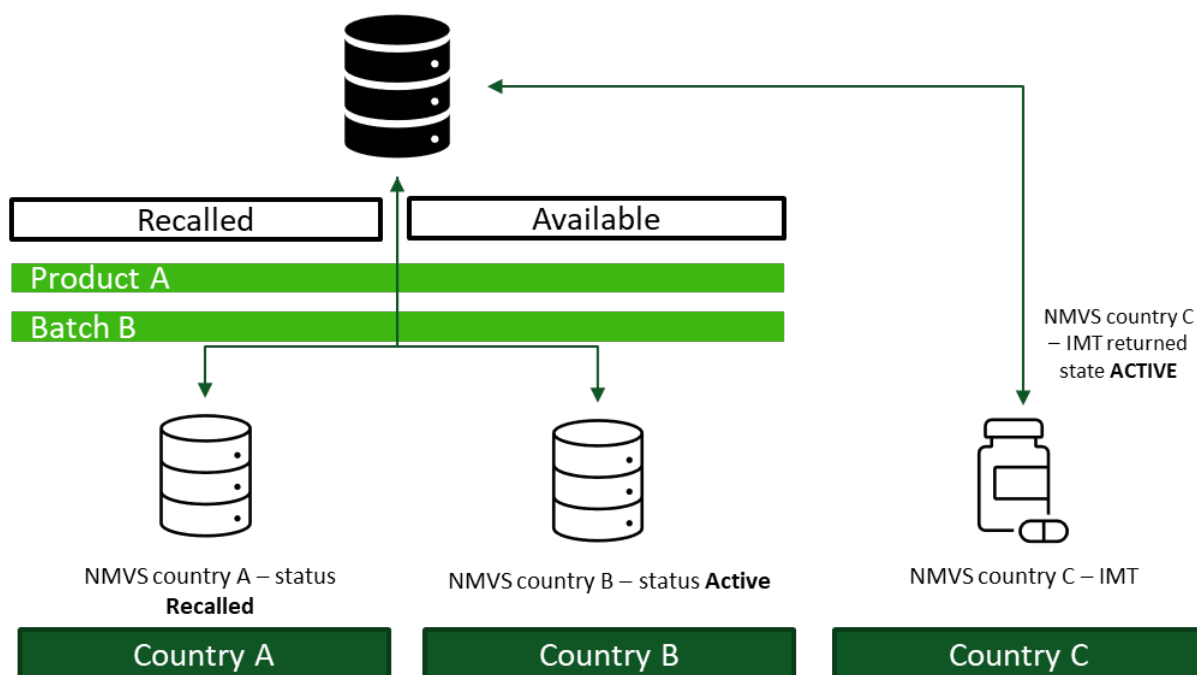 Recalled
Available
Product A
Batch B
NMVS country C
– IMT returned
state ACTIVE
NMVS country A – status
Recalled
NMVS country B – status Active
NMVS country C – IMT
Country A
Country B
Country C